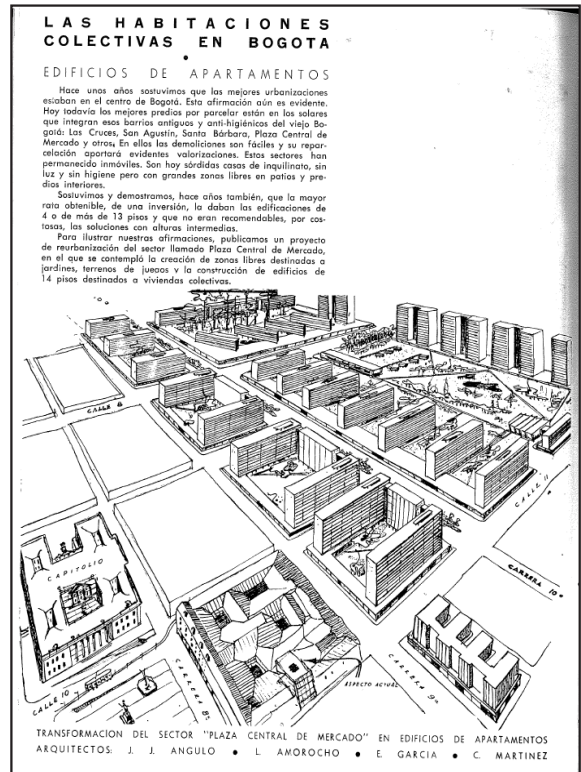 LAS HABITACIONES
COLECTIVAS EN BOGOTA
•
EDIFICIOS DE APARTAMENTOS
Hace unos años sostuvimos que las mejores urbanizaciones
estaban en el centro de Bogotá. Esta afirmación aún es evidente.
Hoy todavía los mejores predios por parcelar están en los solares
que integran esos barrios antiguos y anti-higiénicos del viejo Bo-
gotá: Las Cruces, San Agustín, Santa Bárbara, Plaza Central de
Mercado y otros. En ellos las demoliciones son fáciles y su repar-
celación aportará evidentes valorizaciones. Estos sectores han
permanecido inmóviles. Son hoy sórdidas casas de inquilinato, sin
luz y sin higiene pero con grandes zonas libres en patios y pre-
dios interiores.
Sostuvimos y demostramos, hace años también, que la mayor
rata obtenible, de una inversión, la daban las edificaciones de
4 o de más de 13 pisos y que no eran recomendables, por cos-
tosas, las soluciones con alturas intermedias.
Para ilustrar nuestras afirmaciones, publicamos un proyecto
de reurbanización del sector llamado Plaza Central de Mercado,
en el que se contempló la creación de zonas libres destinadas a
jardines, terrenos de juegos y la construcción de edificios de
14 pisos destinados a viviendas colectivas.
CALLE
CALLE 11
CAPITOLIO
CARRERA 10ª
CALLE 10
CARRERA 8ª
ASPECTO ACTUAL
CARRERA 9ª
TRANSFORMACION DEL SECTOR "PLAZA CENTRAL DE MERCADO" EN EDIFICIOS DE APARTAMENTOS
ARQUITECTOS: J. J. ANGULO • L. AMOROCHO • E. GARCIA • C. MARTINEZ